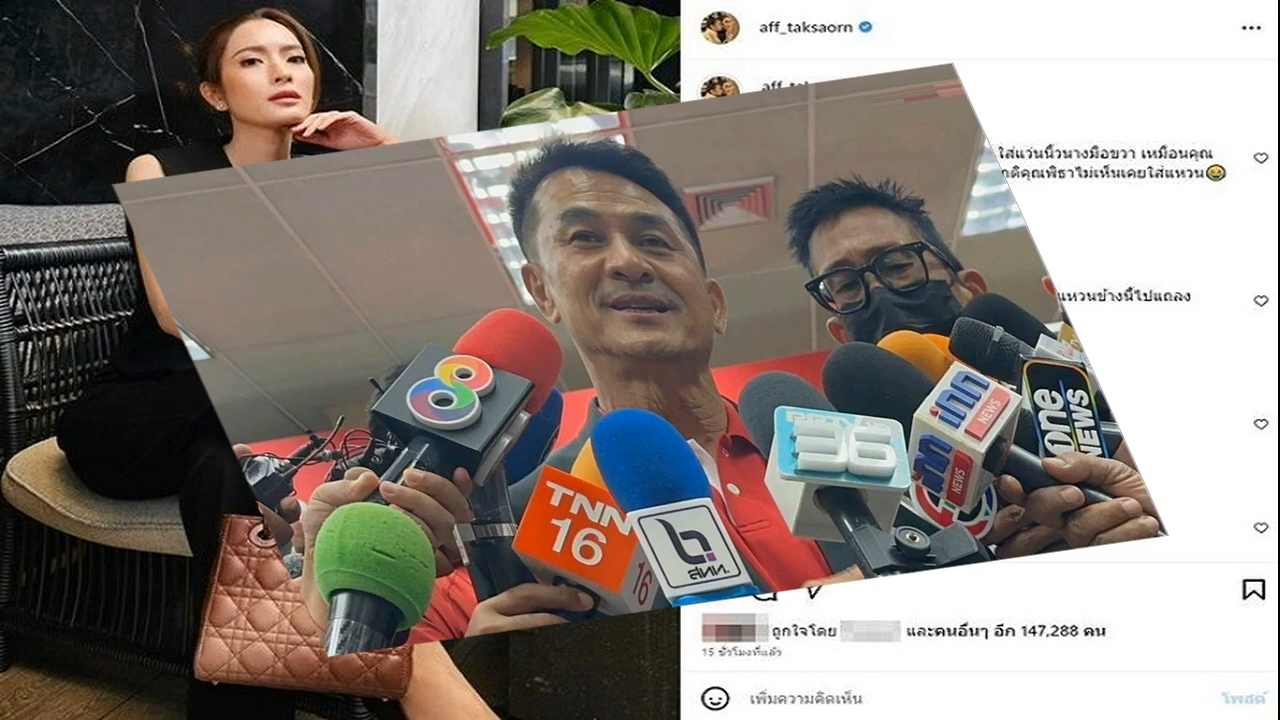 aff_taksaorn
ใส่แว่นนิ้วนางมือขวา เหมือนคุณ
คุณพิธาไม่เห็นเคยใส่แหวน
แหวนข้างนี้ไปแถลง
8
TNN
16
16
สทท.
36
NEWS
NEWS
one
NEWS
ถูกใจโดย และคนอื่นๆ อีก 147,288 คน
15 ชั่วโมงที่แล้ว
เพิ่มความคิดเห็น
โพสต์